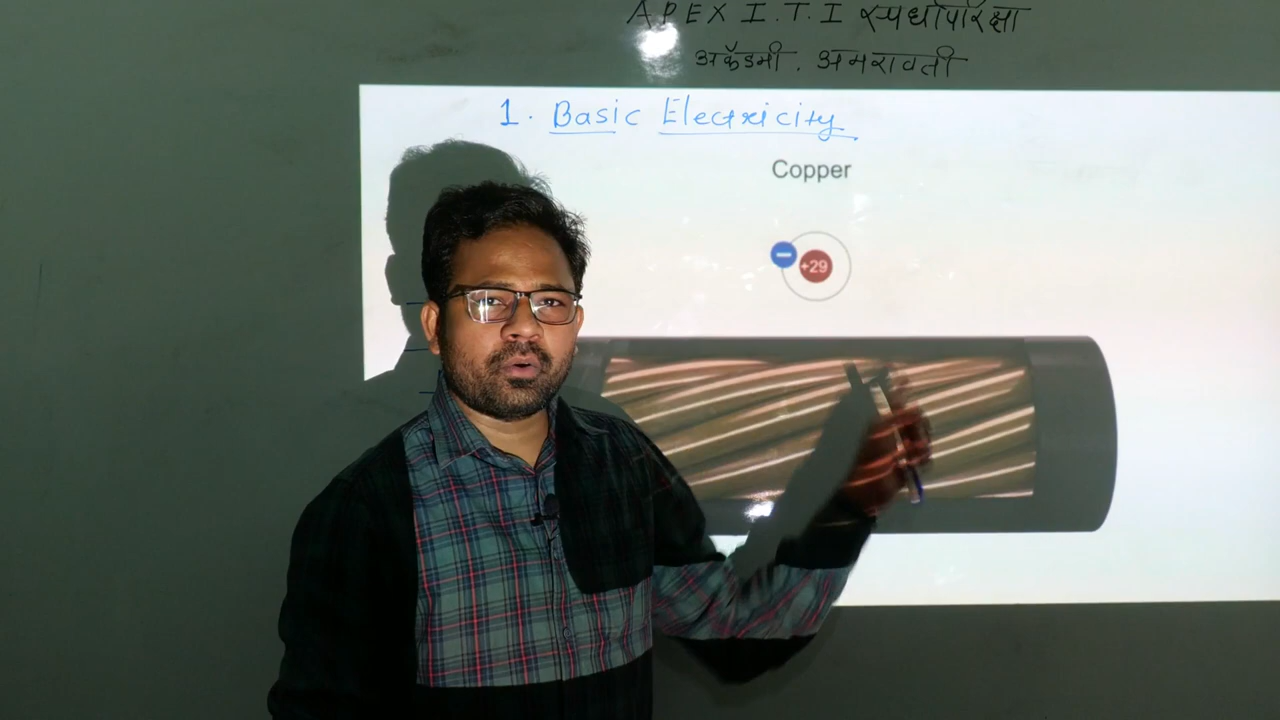 APEX I.T.I स्पर्धापरिक्षा
अकॅडमी. अमरावती
1. Basic Electricity
Copper
+29